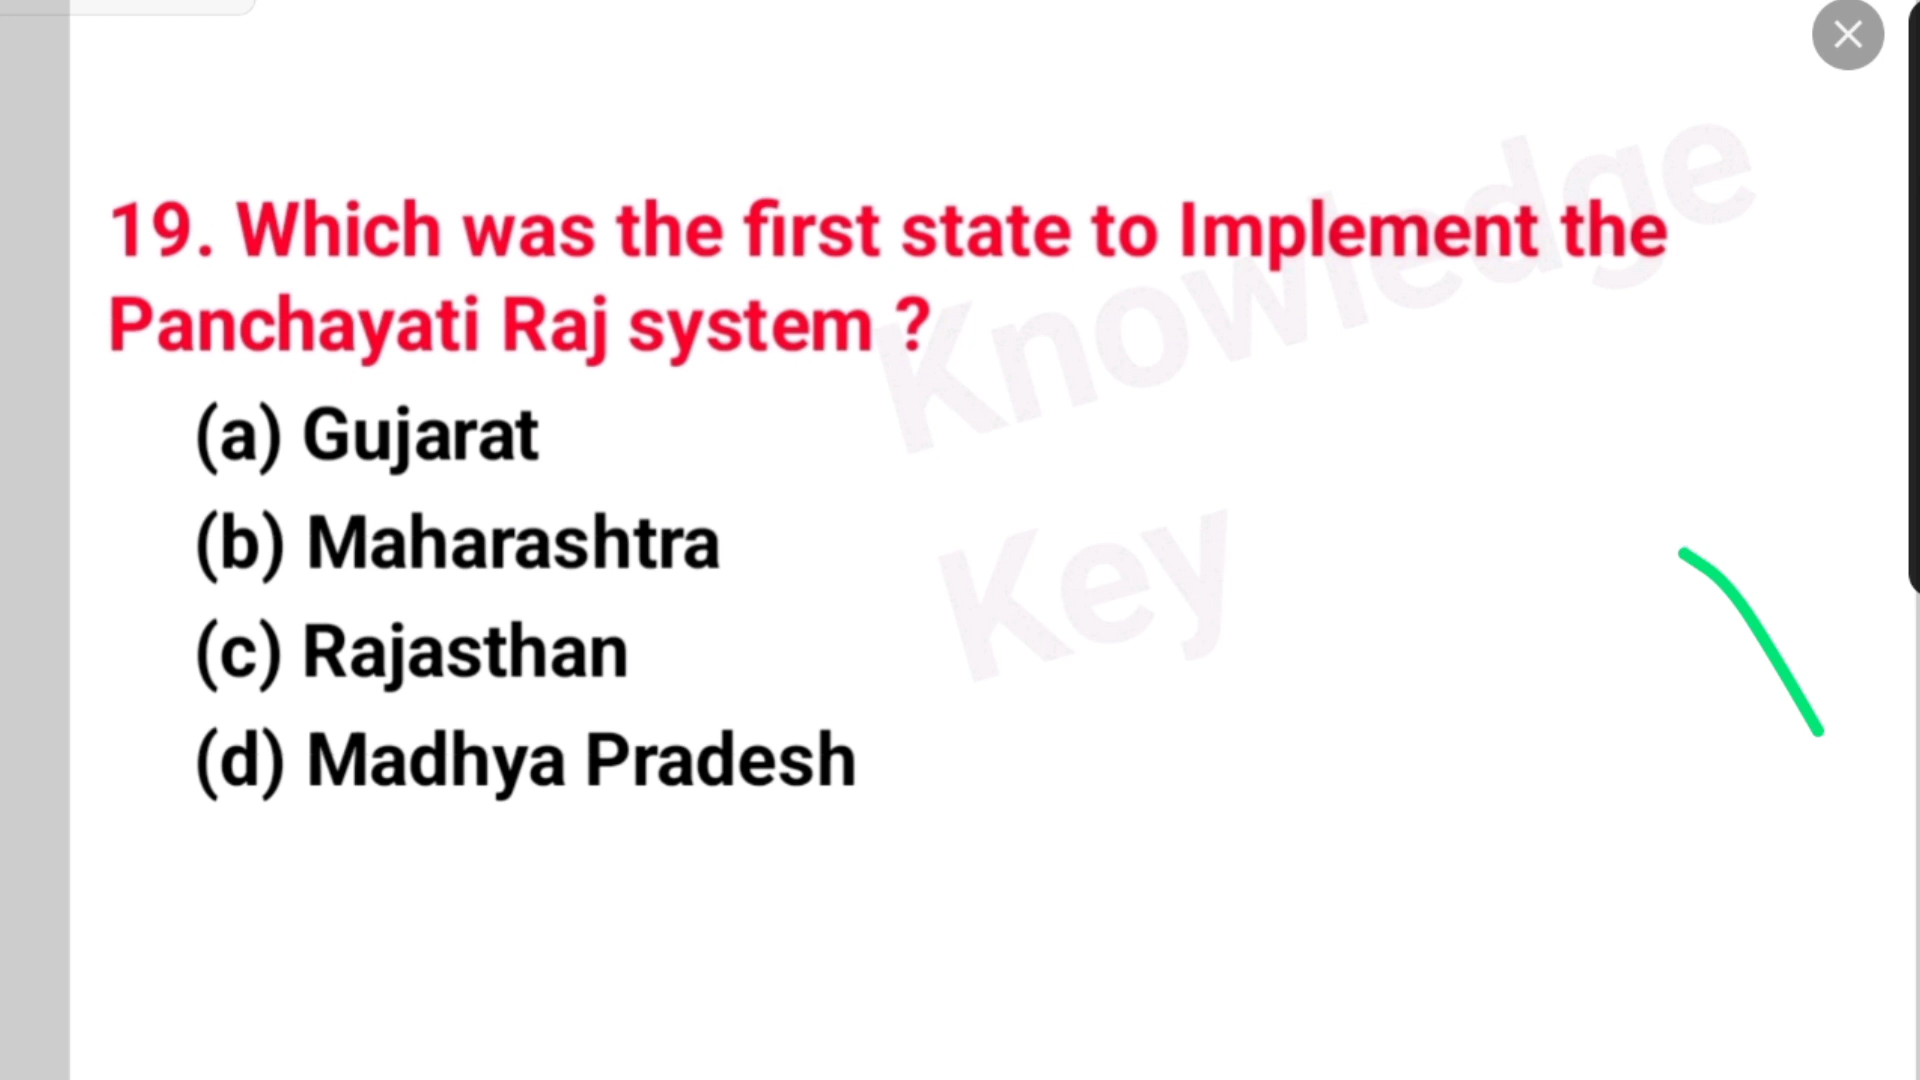 19. Which was the first state to Implement the
Panchayati Raj system ?
(a) Gujarat
(b) Maharashtra
(c) Rajasthan
(d) Madhya Pradesh
Knowledge
Key